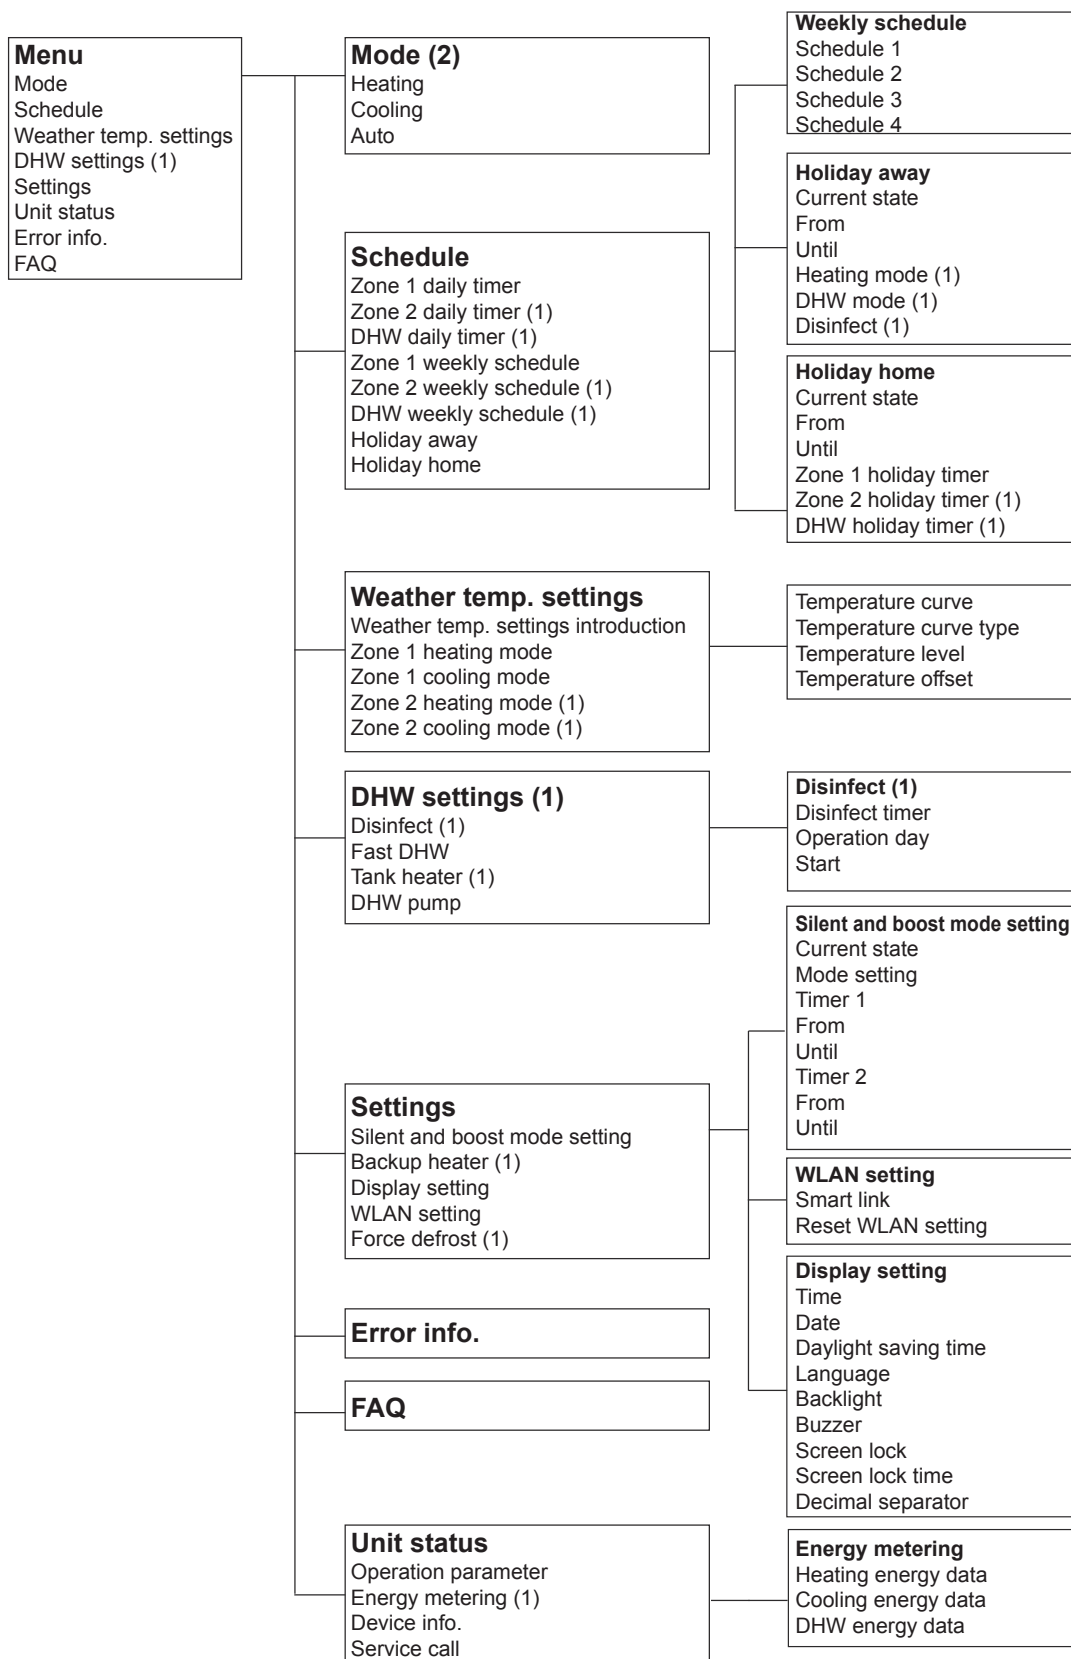 Menu
Mode
Schedule
Weather temp. settings
DHW settings (1)
Settings
Unit status
Error info.
FAQ
Mode (2)
Heating
Cooling
Auto
Schedule
Zone 1 daily timer
Zone 2 daily timer (1)
DHW daily timer (1)
Zone 1 weekly schedule
Zone 2 weekly schedule (1)
DHW weekly schedule (1)
Holiday away
Holiday home
Weekly schedule
Schedule 1
Schedule 2
Schedule 3
Schedule 4
Holiday away
Current state
From
Until
Heating mode (1)
DHW mode (1)
Disinfect (1)
Holiday home
Current state
From
Until
Zone 1 holiday timer
Zone 2 holiday timer (1)
DHW holiday timer (1)
Weather temp. settings
Weather temp. settings introduction
Zone 1 heating mode
Zone 1 cooling mode
Zone 2 heating mode (1)
Zone 2 cooling mode (1)
Temperature curve
Temperature curve type
Temperature level
Temperature offset
DHW settings (1)
Disinfect (1)
Fast DHW
Tank heater (1)
DHW pump
Disinfect (1)
Disinfect timer
Operation day
Start
Settings
Silent and boost mode setting
Backup heater (1)
Display setting
WLAN setting
Force defrost (1)
Silent and boost mode setting
Current state
Mode setting
Timer 1
From
Until
Timer 2
From
Until
WLAN setting
Smart link
Reset WLAN setting
Display setting
Time
Date
Daylight saving time
Language
Backlight
Buzzer
Screen lock
Screen lock time
Decimal separator
Error info.
FAQ
Unit status
Operation parameter
Energy metering (1)
Device info.
Service call
Energy metering
Heating energy data
Cooling energy data
DHW energy data